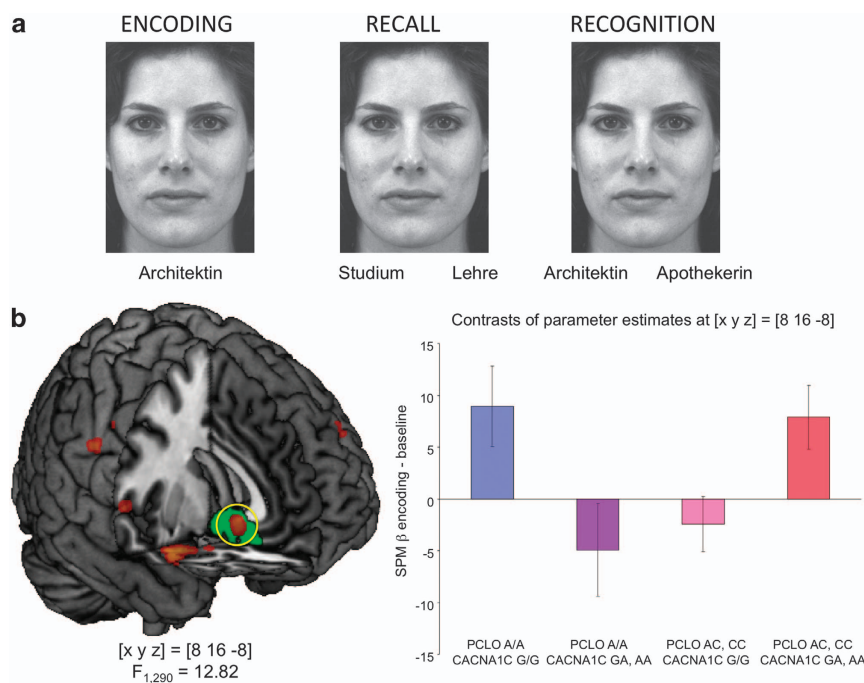 a
ENCODING RECALL RECOGNITION
Architektin Studium Lehre Architektin Apothekerin
b
Contrasts of parameter estimates at [x y z] = [8 16 -8]
SPM β encoding - baseline
15
10
5
0
-5
-10
-15
PCLO A/A PCLO A/A PCLO AC, CC PCLO AC, CC
CACNA1C G/G CACNA1C GA, AA CACNA1C G/G CACNA1C GA, AA
[x y z] = [8 16 -8]
F1,290 = 12.82